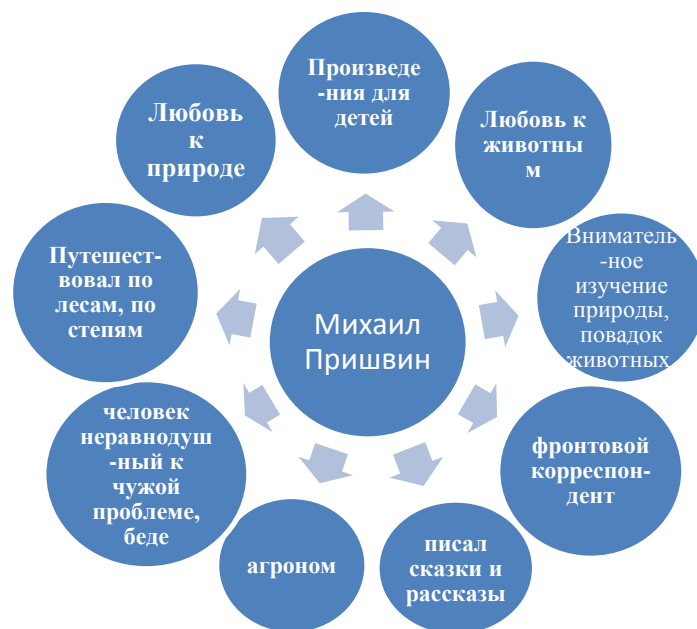 Произведе
-ния для
детей
Любовь к
животны
м
Вниматель
-ное
изучение
природы,
повадок
животных
фронтовой
корреспон-
дент
писал
сказки и
рассказы
агроном
человек
неравнодуш
-ный к
чужой
проблеме,
беде
Путешест-
вовал по
лесам, по
степям
Любовь
к
природе
Михаил
Пришвин